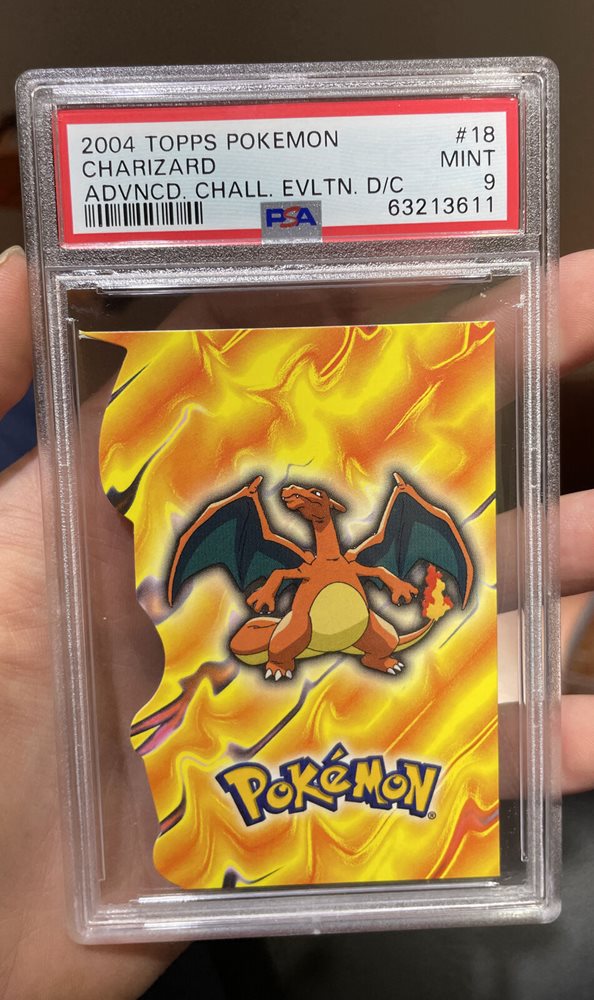 2004 TOPPS POKEMON #18
CHARIZARD MINT
ADVNCD. CHALL. EVLTN. D/C 9
PSA 63213611
POKéMON®